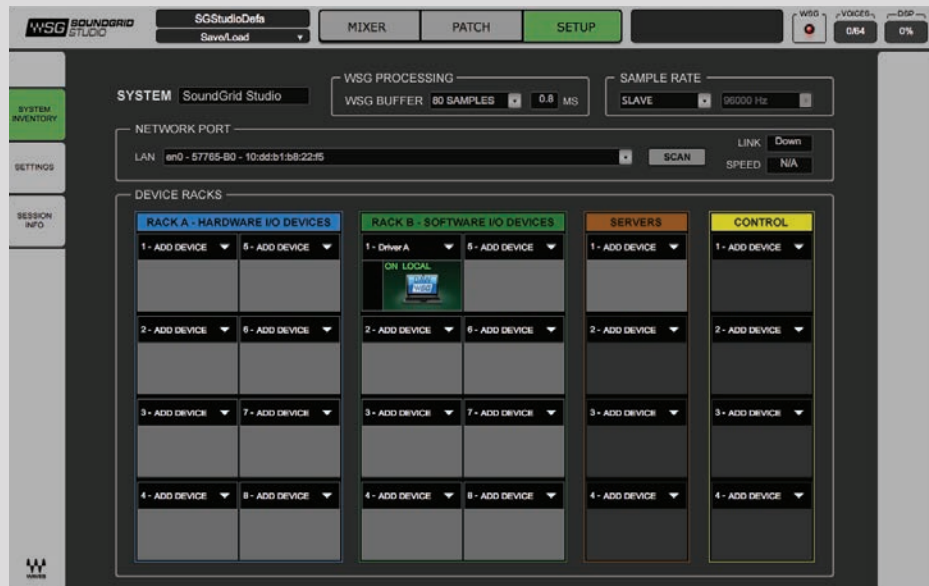 WSG SOUNDGRID STUDIO
SGStudioDefa
Save/Load
MIXER PATCH SETUP
WSG VOICES DSP
0/64 0%
SYSTEM INVENTORY
SETTINGS
SESSION INFO
SYSTEM SoundGrid Studio
WSG PROCESSING
WSG BUFFER 80 SAMPLES 0.8 MS
SAMPLE RATE
SLAVE 96000 Hz
NETWORK PORT
LAN en0 - 57765-B0 - 10:dd:b1:b8:22:f5
SCAN
LINK Down
SPEED N/A
DEVICE RACKS
RACK A - HARDWARE I/O DEVICES RACK B - SOFTWARE I/O DEVICES SERVERS CONTROL
1 - ADD DEVICE 5 - ADD DEVICE 1 - Driver A 5 - ADD DEVICE 1 - ADD DEVICE 1 - ADD DEVICE
ON LOCAL
WSG
2 - ADD DEVICE 6 - ADD DEVICE 2 - ADD DEVICE 6 - ADD DEVICE 2 - ADD DEVICE 2 - ADD DEVICE
3 - ADD DEVICE 7 - ADD DEVICE 3 - ADD DEVICE 7 - ADD DEVICE 3 - ADD DEVICE 3 - ADD DEVICE
4 - ADD DEVICE 8 - ADD DEVICE 4 - ADD DEVICE 8 - ADD DEVICE 4 - ADD DEVICE 4 - ADD DEVICE
WAVES